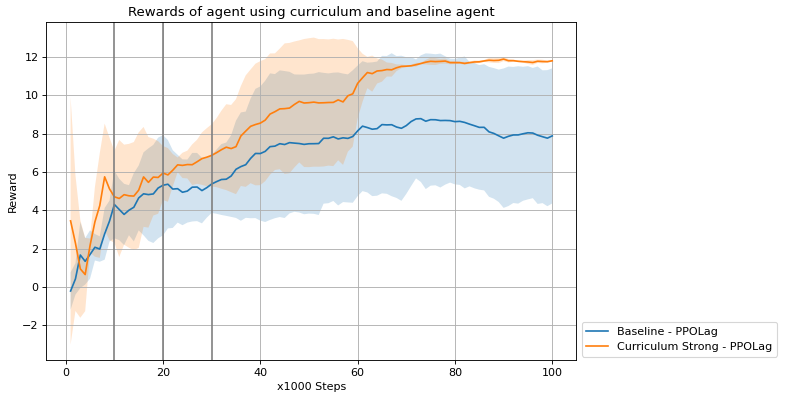 Rewards of agent using curriculum and baseline agent
Reward
12
10
8
6
4
2
0
−2
0 20 40 60 80 100
x1000 Steps
Baseline - PPOLag
Curriculum Strong - PPOLag